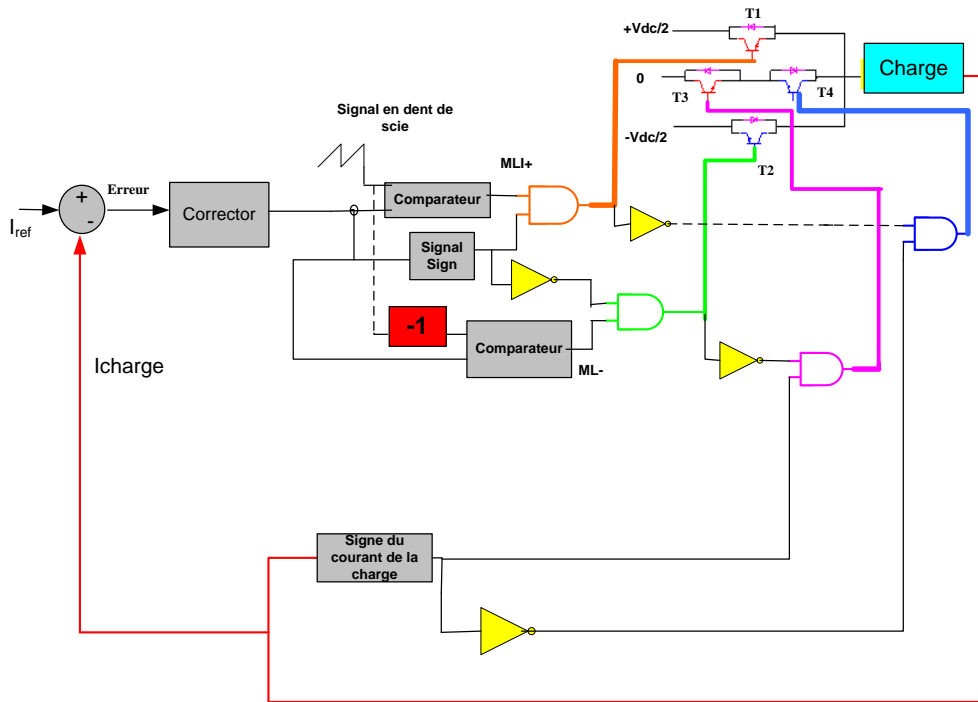 T1
+Vdc/2
0
T3
T4
Charge
Signal en dent de
scie
-Vdc/2
T2
MLI+
Erreur
+
-
Iref
Corrector
Comparateur
Signal
Sign
-1
Comparateur
ML-
Icharge
Signe du
courant de la
charge